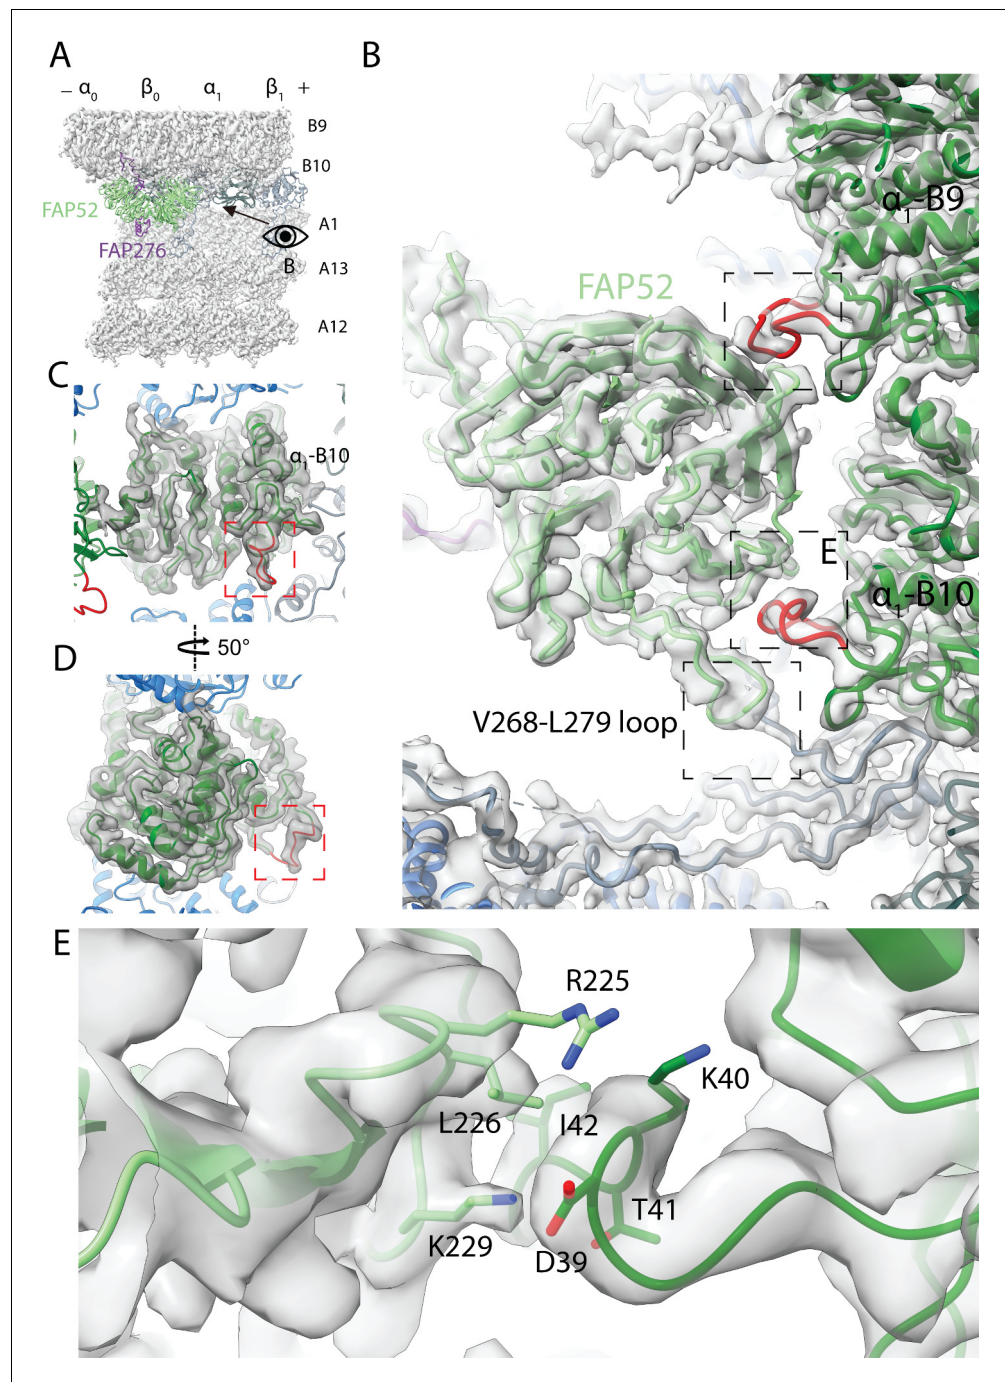 A
− α₀ β₀ α₁ β₁ +
B9
B10
FAP52
A1
FAP276
B
A13
A12
B
α₁-B9
FAP52
E
α₁-B10
V268-L279 loop
C
α₁-B10
50°
D
E
R225
K40
L226
I42
T41
K229
D39